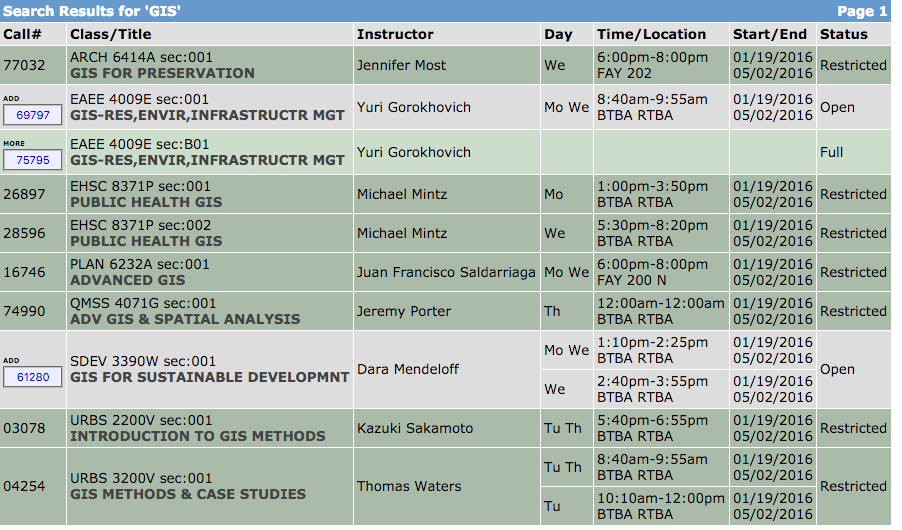 Search Results for 'GIS' Page 1
Call# Class/Title Instructor Day Time/Location Start/End Status
77032 ARCH 6414A sec:001 Jennifer Most We 6:00pm-8:00pm 01/19/2016 Restricted
GIS FOR PRESERVATION FAY 202 05/02/2016
ADD
69797 EAEE 4009E sec:001 Yuri Gorokhovich Mo We 8:40am-9:55am 01/19/2016 Open
GIS-RES,ENVIR,INFRASTRUCTR MGT BTBA RTBA 05/02/2016
MORE
75795 EAEE 4009E sec:B01 Yuri Gorokhovich Full
GIS-RES,ENVIR,INFRASTRUCTR MGT
26897 EHSC 8371P sec:001 Michael Mintz Mo 1:00pm-3:50pm 01/19/2016 Restricted
PUBLIC HEALTH GIS BTBA RTBA 05/02/2016
28596 EHSC 8371P sec:002 Michael Mintz We 5:30pm-8:20pm 01/19/2016 Restricted
PUBLIC HEALTH GIS BTBA RTBA 05/02/2016
16746 PLAN 6232A sec:001 Juan Francisco Saldarriaga Mo We 6:00pm-8:00pm 01/19/2016 Restricted
ADVANCED GIS FAY 200 N 05/02/2016
74990 QMSS 4071G sec:001 Jeremy Porter Th 12:00am-12:00am 01/19/2016 Restricted
ADV GIS & SPATIAL ANALYSIS BTBA RTBA 05/02/2016
ADD
61280 SDEV 3390W sec:001 Dara Mendeloff Mo We 1:10pm-2:25pm 01/19/2016 Open
GIS FOR SUSTAINABLE DEVELOPMNT BTBA RTBA 05/02/2016
We 2:40pm-3:55pm 01/19/2016
BTBA RTBA 05/02/2016
03078 URBS 2200V sec:001 Kazuki Sakamoto Tu Th 5:40pm-6:55pm 01/19/2016 Restricted
INTRODUCTION TO GIS METHODS BTBA RTBA 05/02/2016
04254 URBS 3200V sec:001 Thomas Waters Tu Th 8:40am-9:55am 01/19/2016 Restricted
GIS METHODS & CASE STUDIES BTBA RTBA 05/02/2016
Tu 10:10am-12:00pm 01/19/2016
BTBA RTBA 05/02/2016